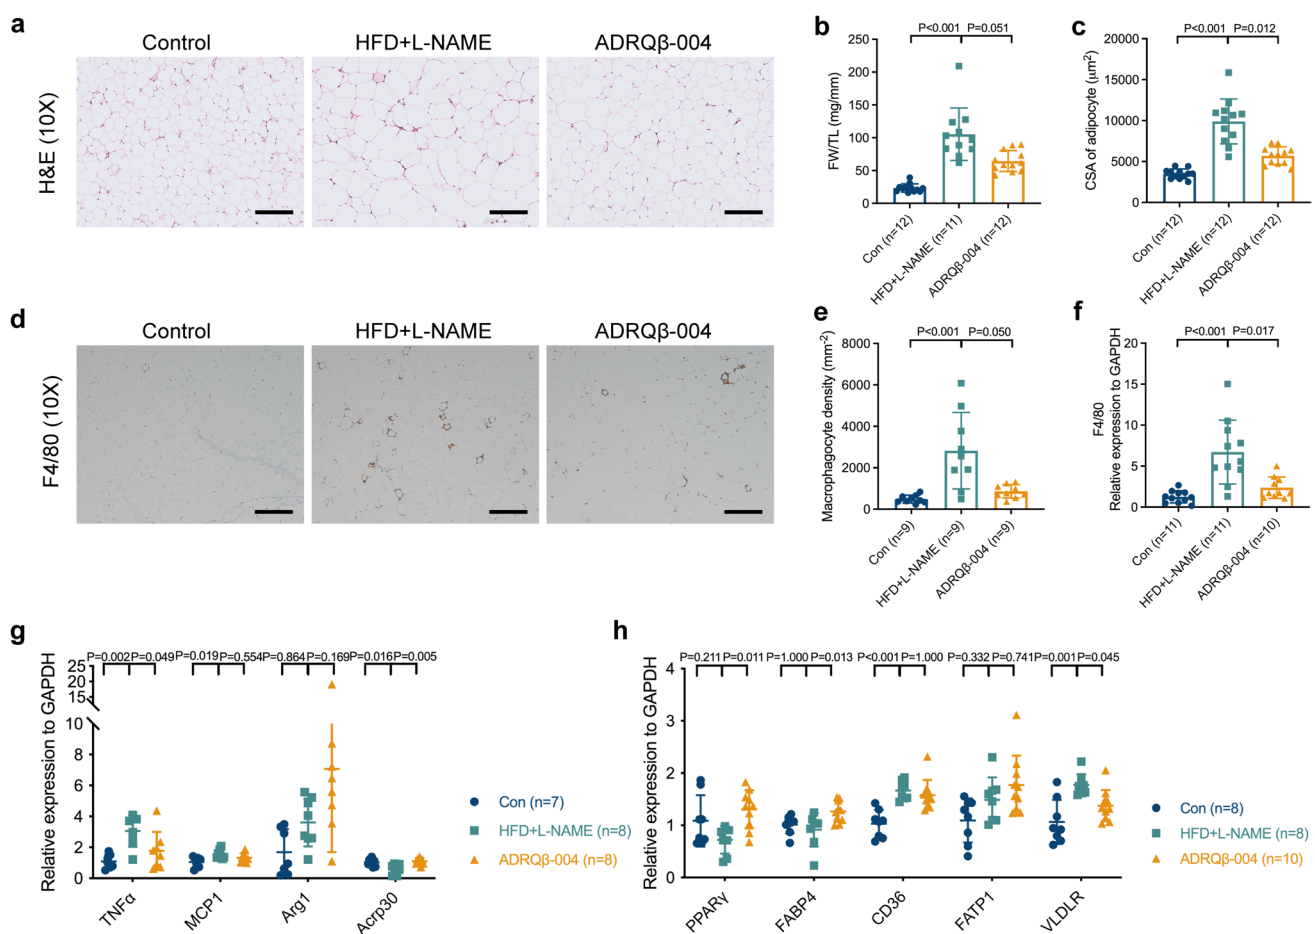 a
Control
HFD+L-NAME
ADRQβ-004
H&E (10X)
b
P<0.001 P=0.051
FW/TL (mg/mm)
250
200
150
100
50
0
Con (n=12)
HFD+L-NAME (n=11)
ADRQβ-004 (n=12)
c
P<0.001 P=0.012
CSA of adipocyte (μm²)
20000
15000
10000
5000
0
Con (n=12)
HFD+L-NAME (n=12)
ADRQβ-004 (n=12)
d
Control
HFD+L-NAME
ADRQβ-004
F4/80 (10X)
e
P<0.001 P=0.050
Macrophagocyte density (mm⁻²)
8000
6000
4000
2000
0
Con (n=9)
HFD+L-NAME (n=9)
ADRQβ-004 (n=9)
f
P<0.001 P=0.017
F4/80
Relative expression to GAPDH
20
15
10
5
0
Con (n=11)
HFD+L-NAME (n=11)
ADRQβ-004 (n=10)
g
P=0.002 P=0.049 P=0.019 P=0.554 P=0.864 P=0.169 P=0.016 P=0.005
Relative expression to GAPDH
25
20
15
10
8
6
4
2
0
TNFα
MCP1
Arg1
Acrp30
Con (n=7)
HFD+L-NAME (n=8)
ADRQβ-004 (n=8)
h
P=0.211 P=0.011 P=1.000 P=0.013 P<0.001 P=1.000 P=0.332 P=0.741 P=0.001 P=0.045
Relative expression to GAPDH
4
3
2
1
0
PPARγ
FABP4
CD36
FATP1
VLDLR
Con (n=8)
HFD+L-NAME (n=8)
ADRQβ-004 (n=10)